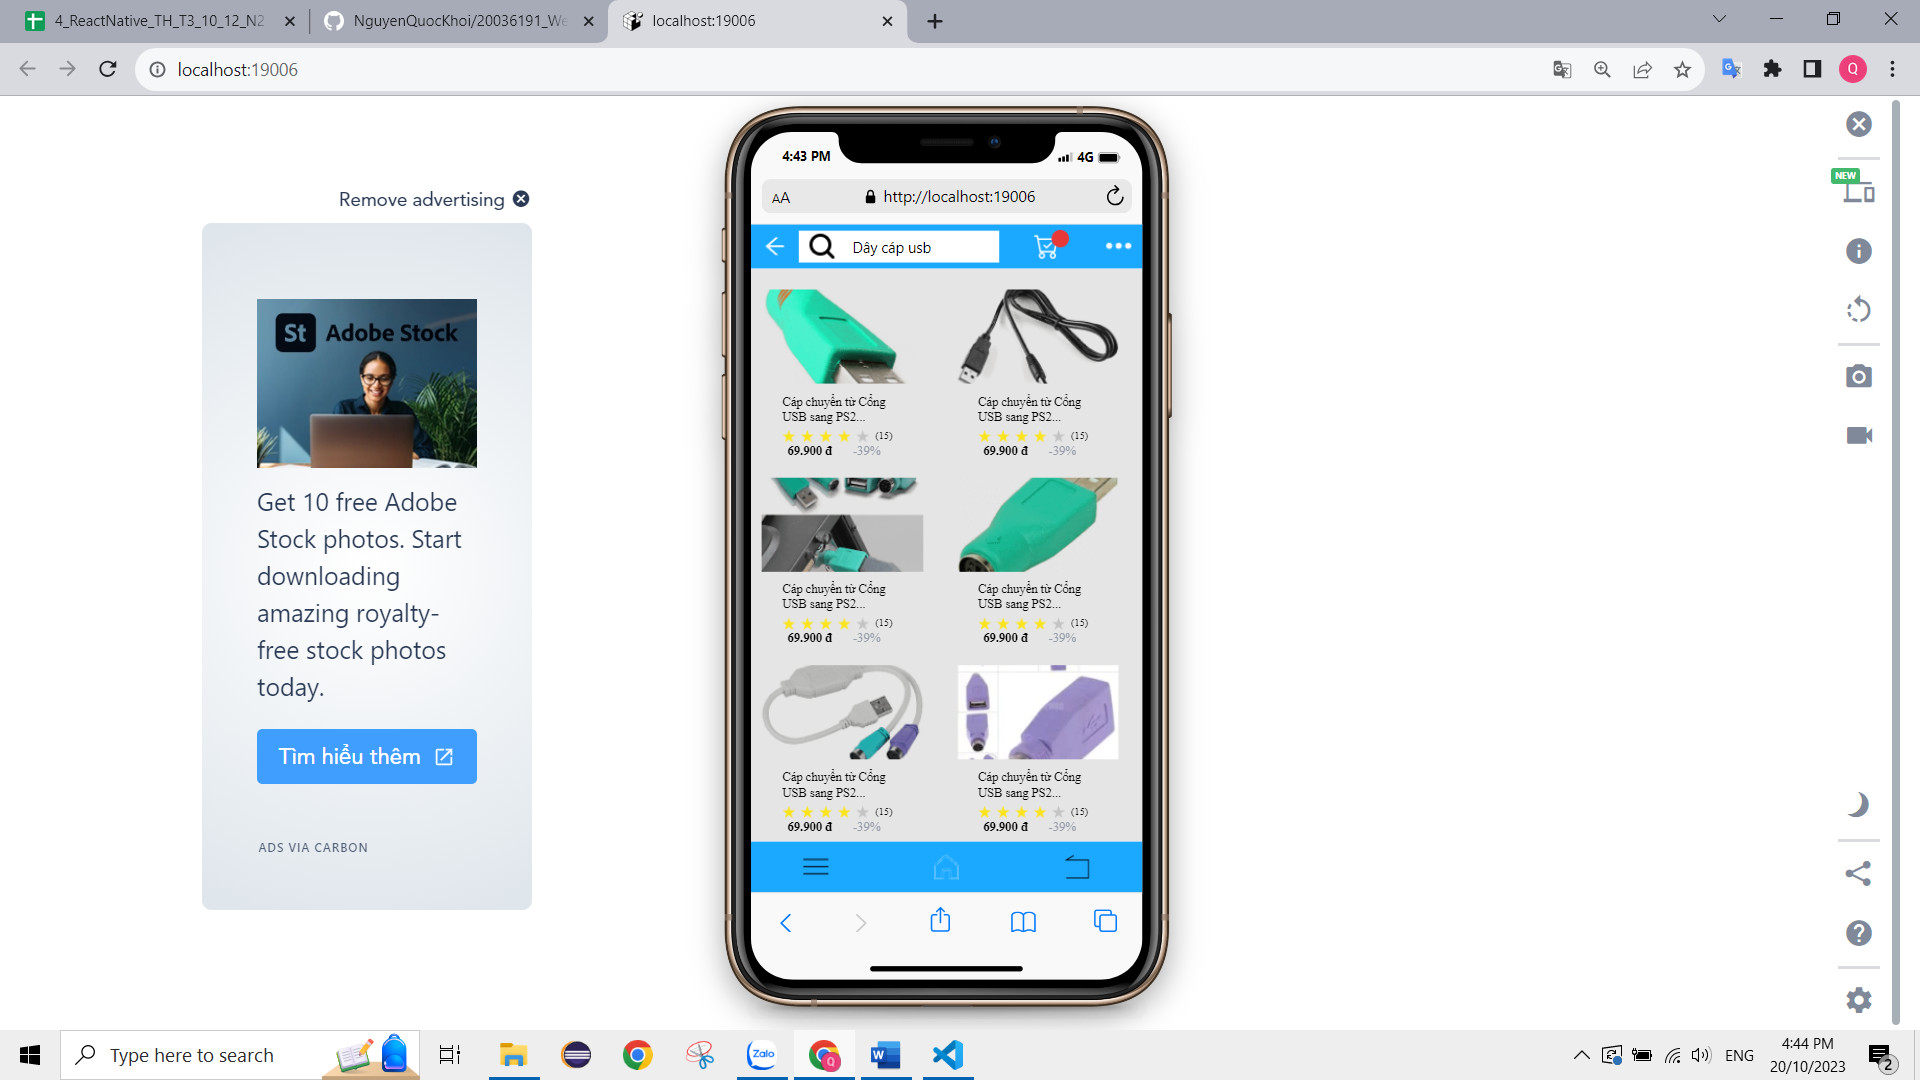 4_ReactNative_TH_T3_10_12_N2
NguyenQuocKhoi/20036191_We
localhost:19006
localhost:19006
Q
Remove advertising
St Adobe Stock
Get 10 free Adobe
Stock photos. Start
downloading
amazing royalty-
free stock photos
today.
Tìm hiểu thêm
ADS VIA CARBON
4:43 PM
4G
AA
http://localhost:19006
Dây cáp usb
Cáp chuyển từ Cổng
USB sang PS2...
(15)
69.900 đ -39%
Cáp chuyển từ Cổng
USB sang PS2...
(15)
69.900 đ -39%
Cáp chuyển từ Cổng
USB sang PS2...
(15)
69.900 đ -39%
Cáp chuyển từ Cổng
USB sang PS2...
(15)
69.900 đ -39%
Cáp chuyển từ Cổng
USB sang PS2...
(15)
69.900 đ -39%
Cáp chuyển từ Cổng
USB sang PS2...
(15)
69.900 đ -39%
NEW
Type here to search
Zalo
Q
W
ENG
4:44 PM
20/10/2023
2